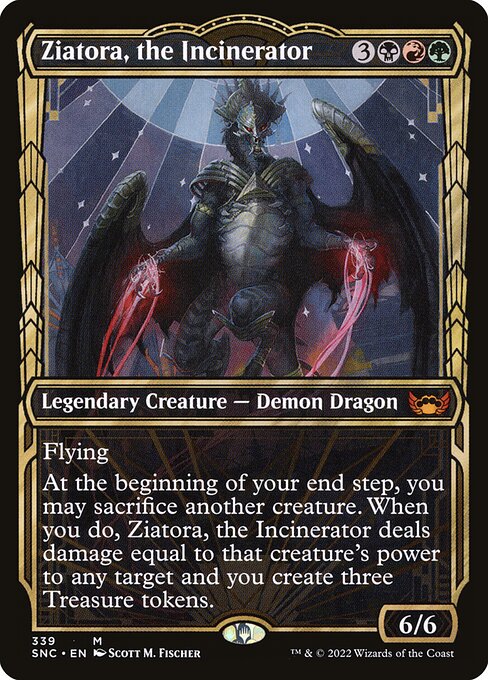 Ziatora, the Incinerator 3
Legendary Creature — Demon Dragon
Flying
At the beginning of your end step, you
may sacrifice another creature. When
you do, Ziatora, the Incinerator deals
damage equal to that creature's power
to any target and you create three
Treasure tokens.
6/6
339 M
SNC • EN Scott M. Fischer
™ & © 2022 Wizards of the Coast